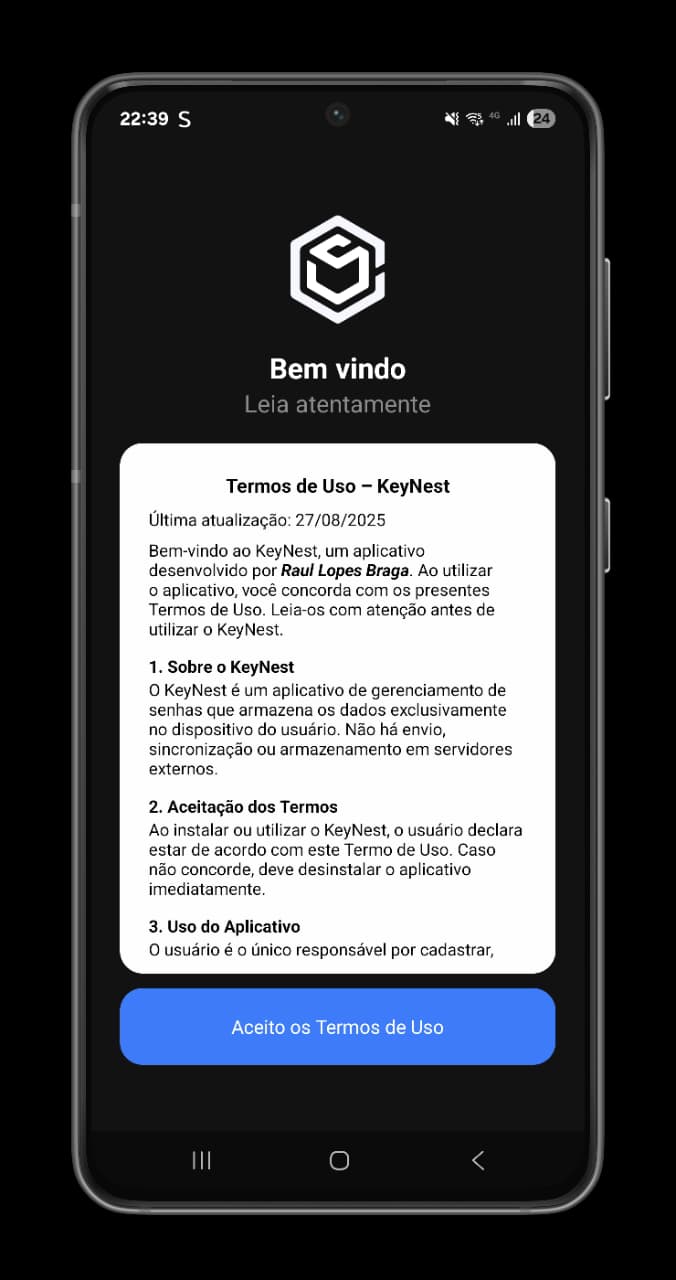 22:39 S 4G 24
Bem vindo
Leia atentamente
Termos de Uso – KeyNest
Última atualização: 27/08/2025
Bem-vindo ao KeyNest, um aplicativo
desenvolvido por Raul Lopes Braga. Ao utilizar
o aplicativo, você concorda com os presentes
Termos de Uso. Leia-os com atenção antes de
utilizar o KeyNest.
1. Sobre o KeyNest
O KeyNest é um aplicativo de gerenciamento de
senhas que armazena os dados exclusivamente
no dispositivo do usuário. Não há envio,
sincronização ou armazenamento em servidores
externos.
2. Aceitação dos Termos
Ao instalar ou utilizar o KeyNest, o usuário declara
estar de acordo com este Termo de Uso. Caso
não concorde, deve desinstalar o aplicativo
imediatamente.
3. Uso do Aplicativo
O usuário é o único responsável por cadastrar,
Aceito os Termos de Uso